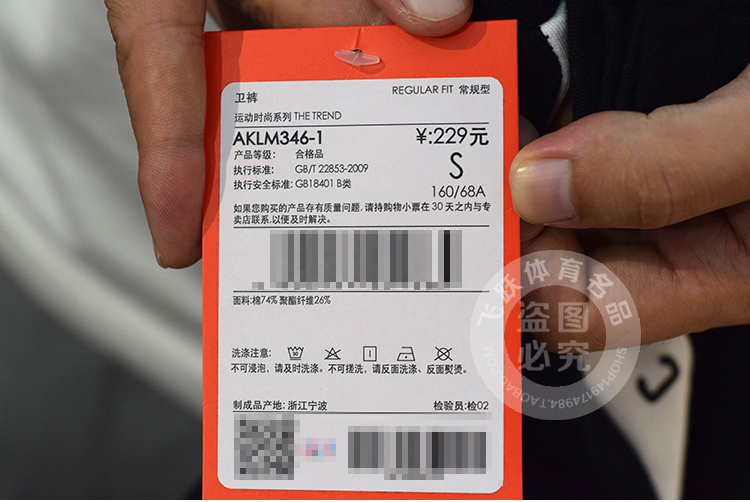 卫裤 REGULAR FIT 常规型
运动时尚系列 THE TREND
AKLM346-1 ¥:229元
产品等级: 合格品
执行标准: GB/T 22853-2009 S
执行安全标准: GB18401 B类 160/68A
如果您购买的产品存有质量问题, 请持购物小票在 30 天之内与专
卖店联系, 以便及时解决。
面料:棉74% 聚酯纤维26%
洗涤注意:
不可浸泡, 请及时洗涤。不可搓洗, 请反面洗涤、反面熨烫。
制成品产地: 浙江宁波 检验员:检02
飞跃体育名品
盗图
必究
SHOP149174984.TAOBAO.COM